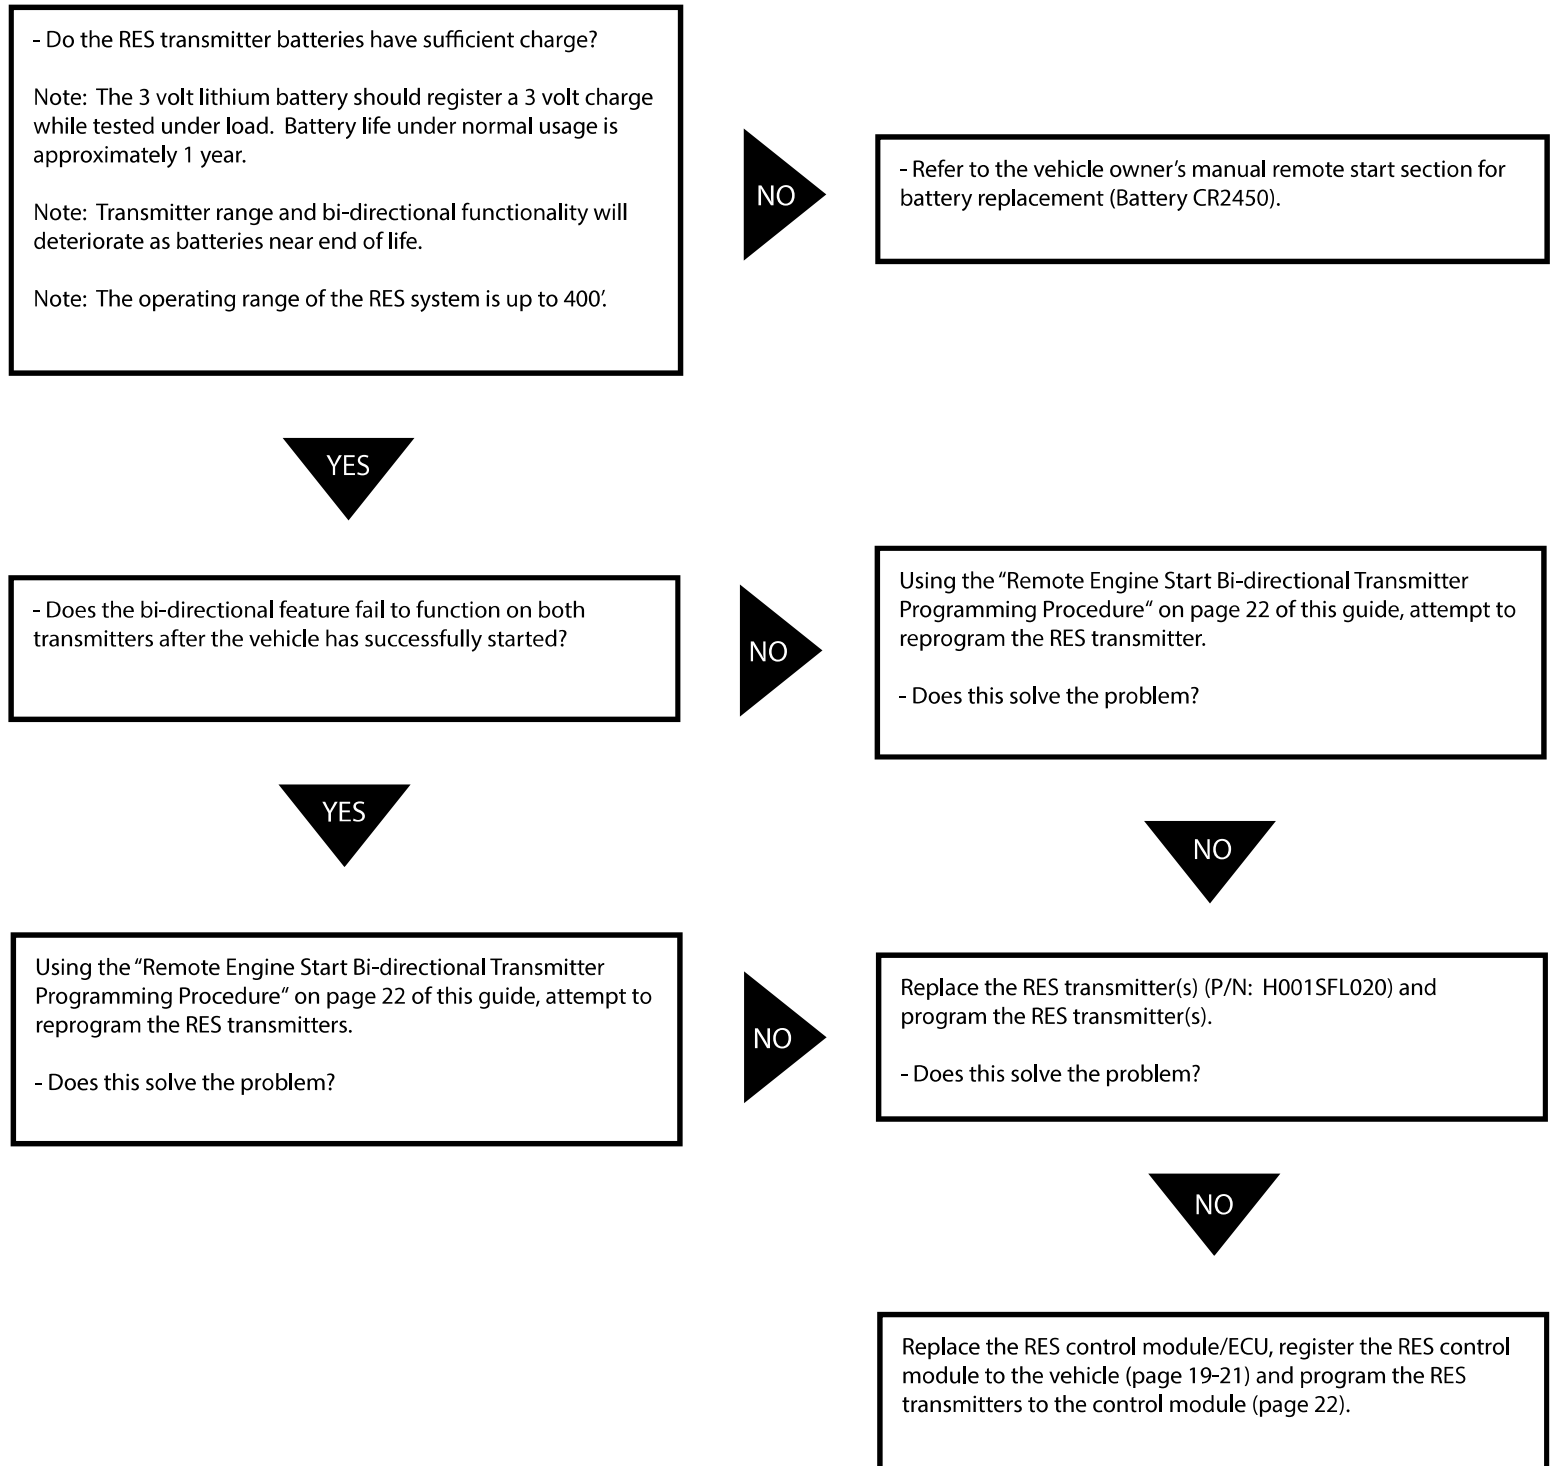 - Do the RES transmitter batteries have sufficient charge?
Note:  The 3 volt lithium battery should register a 3 volt charge
while tested under load.  Battery life under normal usage is
approximately 1 year.
Note:  Transmitter range and bi-directional functionality will
deteriorate as batteries near end of life.
Note:  The operating range of the RES system is up to 400'.
NO
- Refer to the vehicle owner's manual remote start section for
battery replacement (Battery CR2450).
YES
- Does the bi-directional feature fail to function on both
transmitters after the vehicle has successfully started?
NO
Using the "Remote Engine Start Bi-directional Transmitter
Programming Procedure" on page 22 of this guide, attempt to
reprogram the RES transmitter.
- Does this solve the problem?
YES
NO
Using the "Remote Engine Start Bi-directional Transmitter
Programming Procedure" on page 22 of this guide, attempt to
reprogram the RES transmitters.
- Does this solve the problem?
NO
Replace the RES transmitter(s) (P/N:  H001SFL020) and
program the RES transmitter(s).
- Does this solve the problem?
NO
Replace the RES control module/ECU, register the RES control
module to the vehicle (page 19-21) and program the RES
transmitters to the control module (page 22).